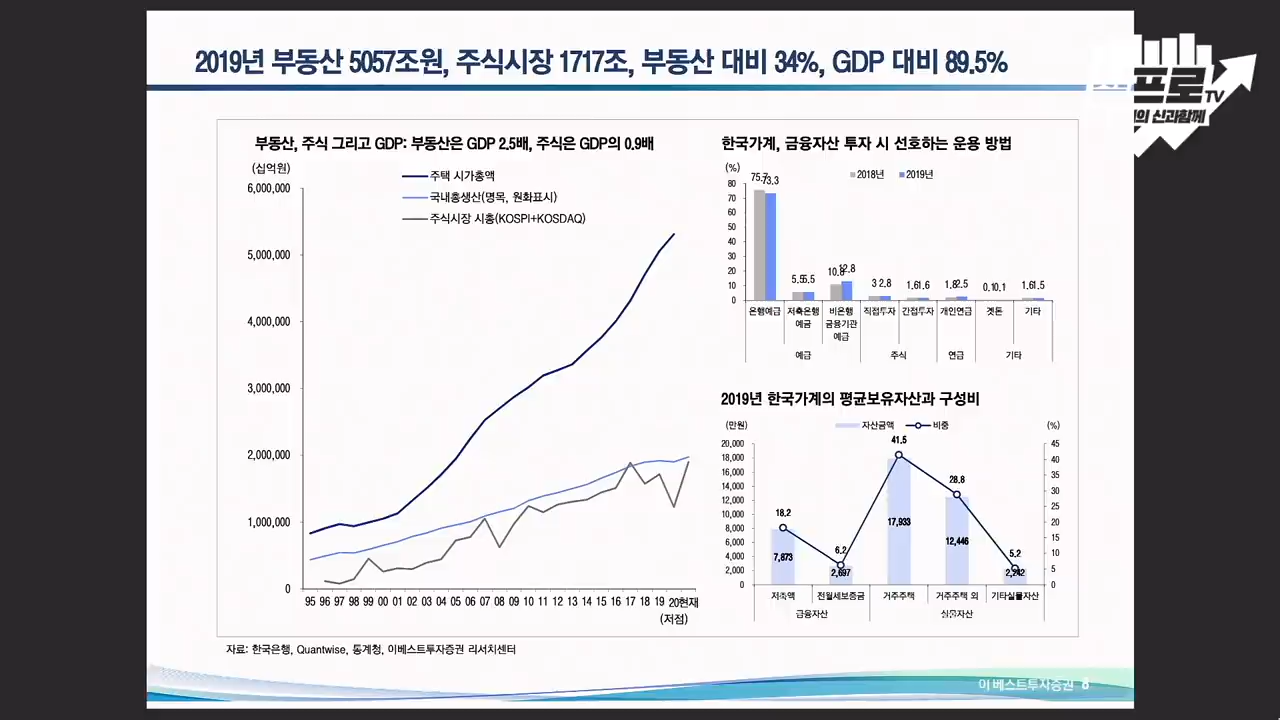 2019년 부동산 5057조원, 주식시장 1717조, 부동산 대비 34%, GDP 대비 89.5%
프로TV
의 신과함께
부동산, 주식 그리고 GDP: 부동산은 GDP 2.5배, 주식은 GDP의 0.9배
(십억원)
주택 시가총액
국내총생산(명목, 원화표시)
주식시장 시총(KOSPI+KOSDAQ)
6,000,000
5,000,000
4,000,000
3,000,000
2,000,000
1,000,000
0
95 96 97 98 99 00 01 02 03 04 05 06 07 08 09 10 11 12 13 14 15 16 17 18 19 20현재
(저점)
한국가계, 금융자산 투자 시 선호하는 운용 방법
(%)
2018년 2019년
80
70
60
50
40
30
20
10
0
75.7 73.3 5.5 5.5 10.8 12.8 3 2.8 1.6 1.6 1.8 2.5 0.1 0.1 1.6 1.5
은행예금 저축은행 비은행 직접투자 간접투자 개인연금 곗돈 기타
예금 금융기관
예금
예금 주식 연금 기타
2019년 한국가계의 평균보유자산과 구성비
(만원) 자산금액 비중 (%)
20,000
18,000
16,000
14,000
12,000
10,000
8,000
6,000
4,000
2,000
0
18.2 6.2 41.5 28.8 5.2
7,873 2,697 17,933 12,446 2,242
45
40
35
30
25
20
15
10
5
0
저축액 전월세보증금 거주주택 거주주택 외 기타실물자산
금융자산 실물자산
자료: 한국은행, Quantwise, 통계청, 이베스트투자증권 리서치센터
이베스트투자증권 8